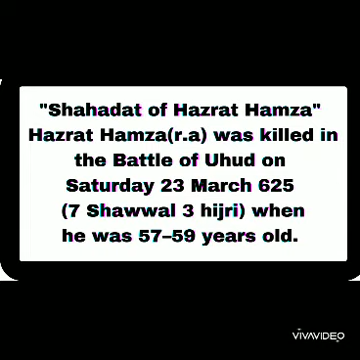 "Shahadat of Hazrat Hamza"
Hazrat Hamza(r.a) was killed in
the Battle of Uhud on
Saturday 23 March 625
(7 Shawwal 3 hijri) when
he was 57–59 years old.
VIVAVIDEO